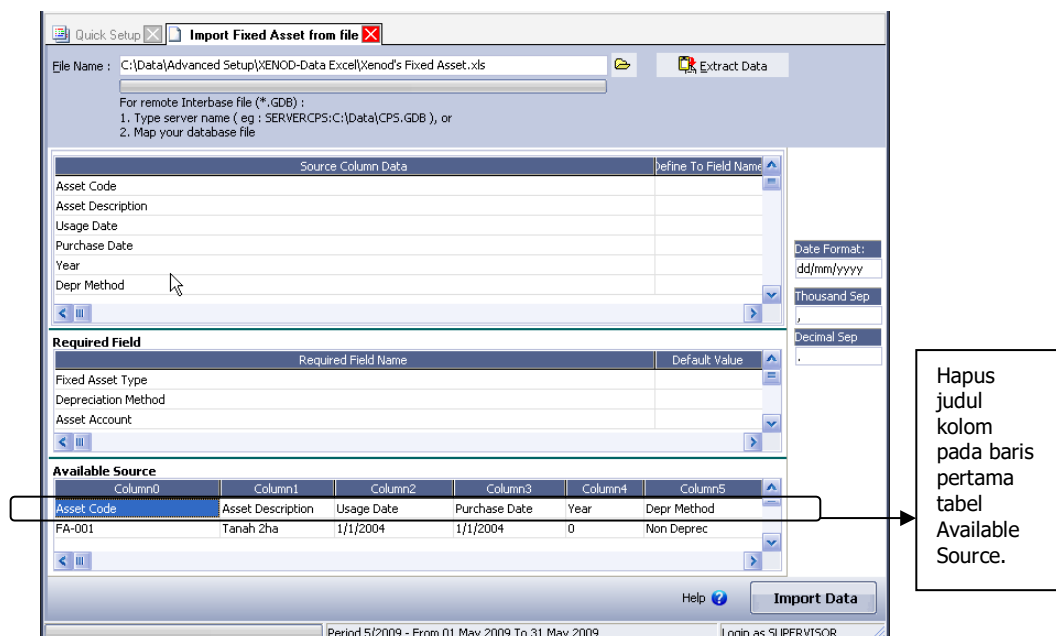 Quick Setup Import Fixed Asset from file
File Name : C:\Data\Advanced Setup\XENOD-Data Excel\Xenod's Fixed Asset.xls Extract Data
For remote Interbase file (*.GDB) :
1. Type server name ( eg : SERVERCPS:C:\Data\CPS.GDB ), or
2. Map your database file
Source Column Data Define To Field Name
Asset Code
Asset Description
Usage Date
Purchase Date
Year
Depr Method
Date Format:
dd/mm/yyyy
Thousand Sep
,
Decimal Sep
.
Required Field
Required Field Name Default Value
Fixed Asset Type
Depreciation Method
Asset Account
Available Source
Column0 Column1 Column2 Column3 Column4 Column5
Asset Code Asset Description Usage Date Purchase Date Year Depr Method
FA-001 Tanah 2ha 1/1/2004 1/1/2004 0 Non Deprec
Hapus
judul
kolom
pada baris
pertama
tabel
Available
Source.
Help Import Data
Period 5/2009 - From 01 May 2009 To 31 May 2009 Login as SUPERVISOR